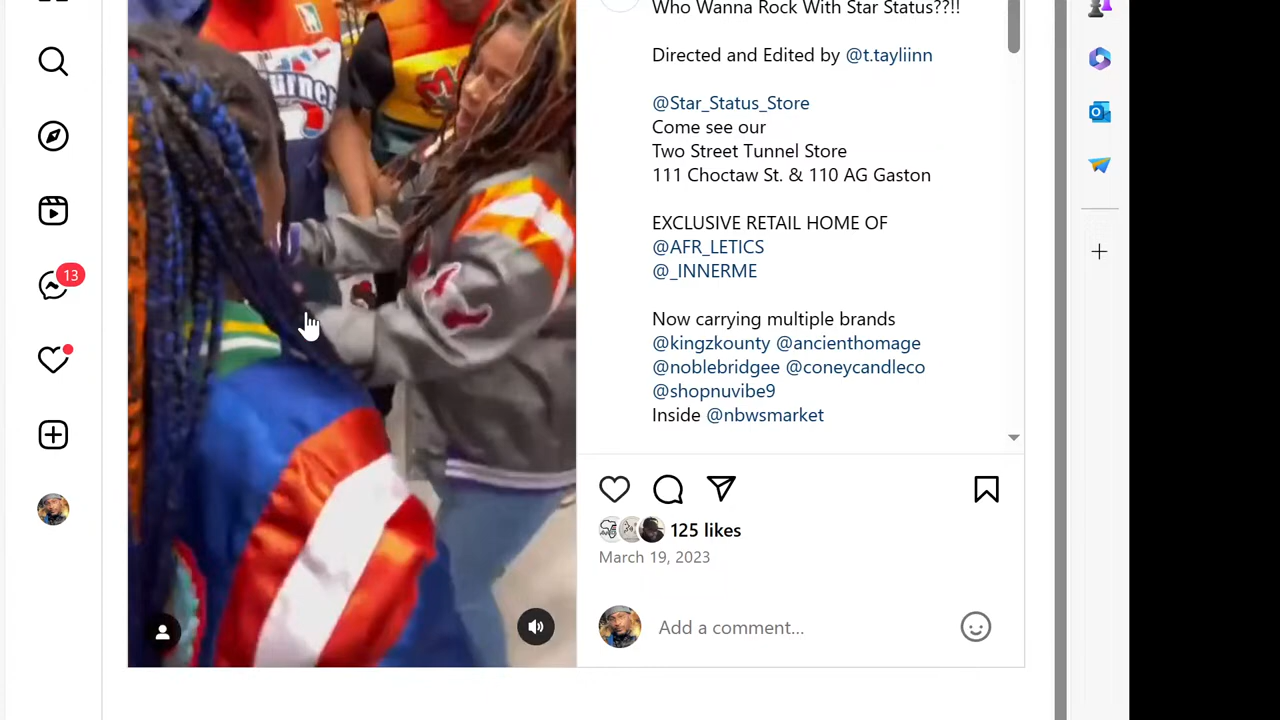 Who Wanna Rock With Star Status??!!
Directed and Edited by @t.tayliinn
@Star_Status_Store
Come see our
Two Street Tunnel Store
111 Choctaw St. & 110 AG Gaston
EXCLUSIVE RETAIL HOME OF
@AFR_LETICS
@_INNERME
Now carrying multiple brands
@kingzkounty @ancienthomage
@noblebridgee @coneycandleco
@shopnuvibe9
Inside @nbwsmarket
13
125 likes
March 19, 2023
Add a comment...